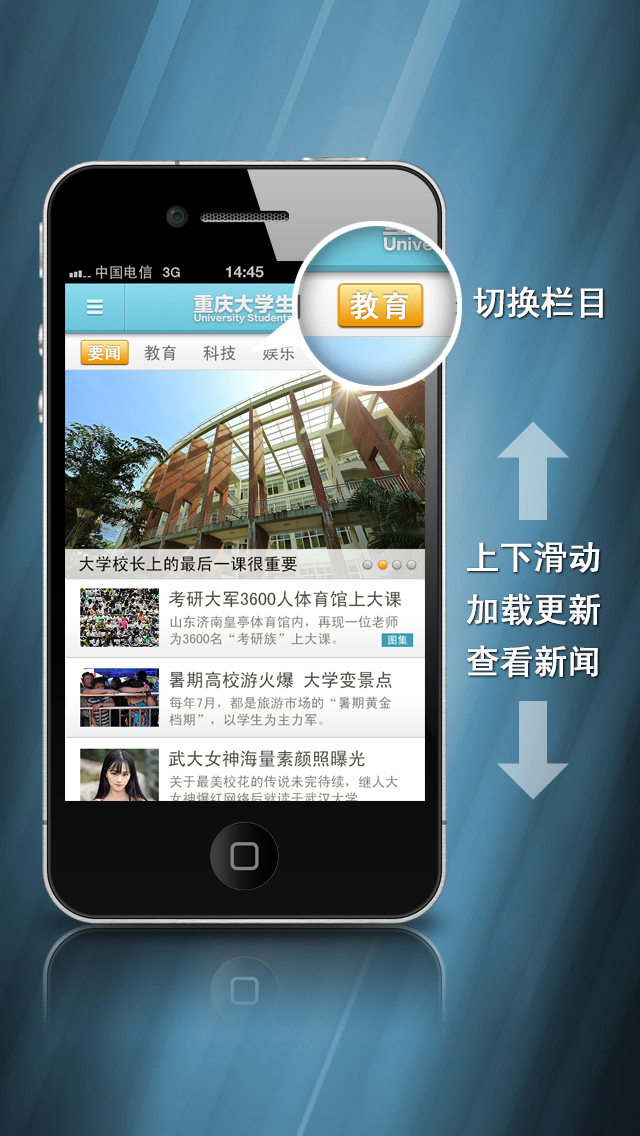 中国电信 3G 14:45
重庆大学生
University Students
Unive
教育
切换栏目
要闻 教育 科技 娱乐
大学校长上的最后一课很重要
考研大军3600人体育馆上大课
山东济南皇亭体育馆内，再现一位老师
为3600名“考研族”上大课。
图集
暑期高校游火爆 大学变景点
每年7月，都是旅游市场的“暑期黄金
档期”，以学生为主力军。
武大女神海量素颜照曝光
关于最美校花的传说未完待续，继人大
女神爆红网络后就读于武汉大学
上下滑动
加载更新
查看新闻